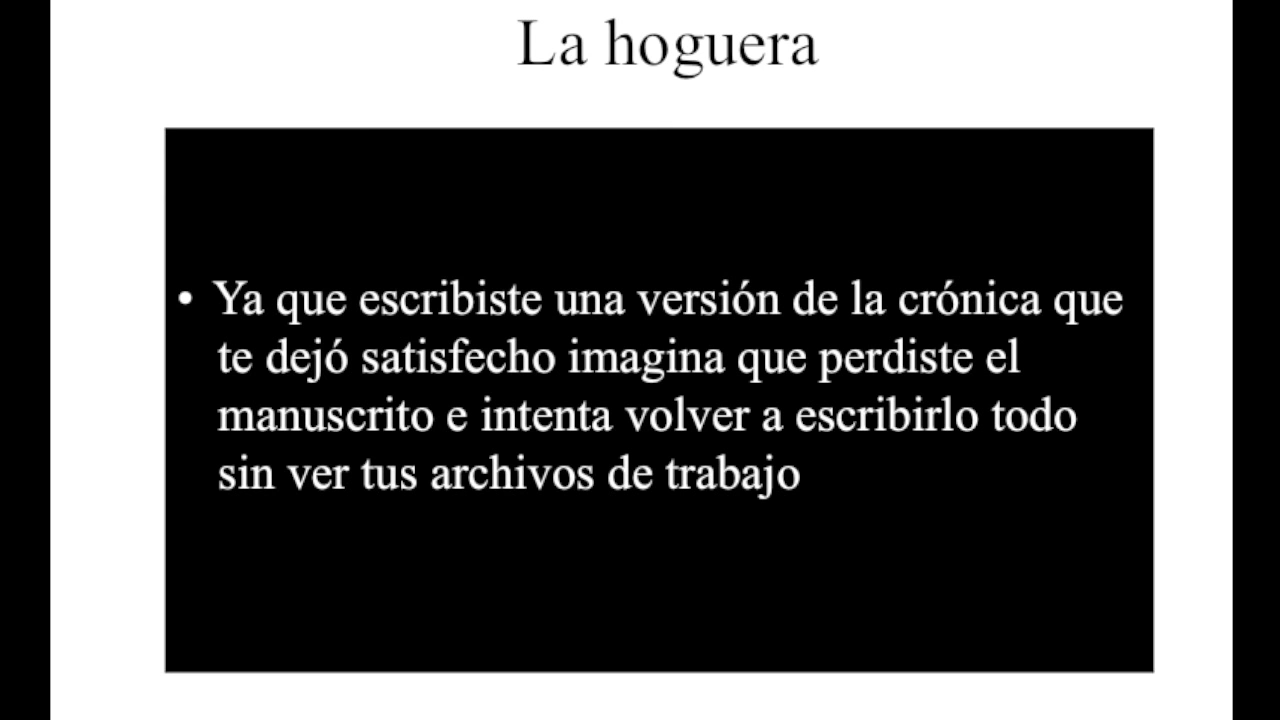 La hoguera
• Ya que escribiste una versión de la crónica que
te dejó satisfecho imagina que perdiste el
manuscrito e intenta volver a escribirlo todo
sin ver tus archivos de trabajo